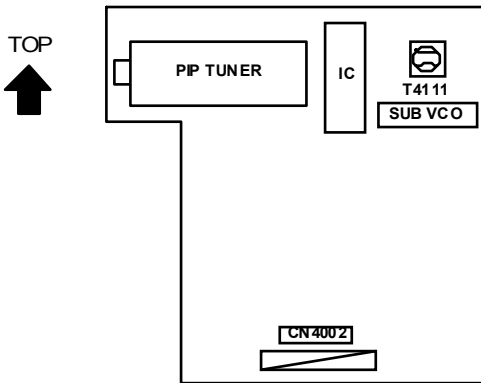 TOP
PIP TUNER
IC
T4111
SUB VCO
CN4002